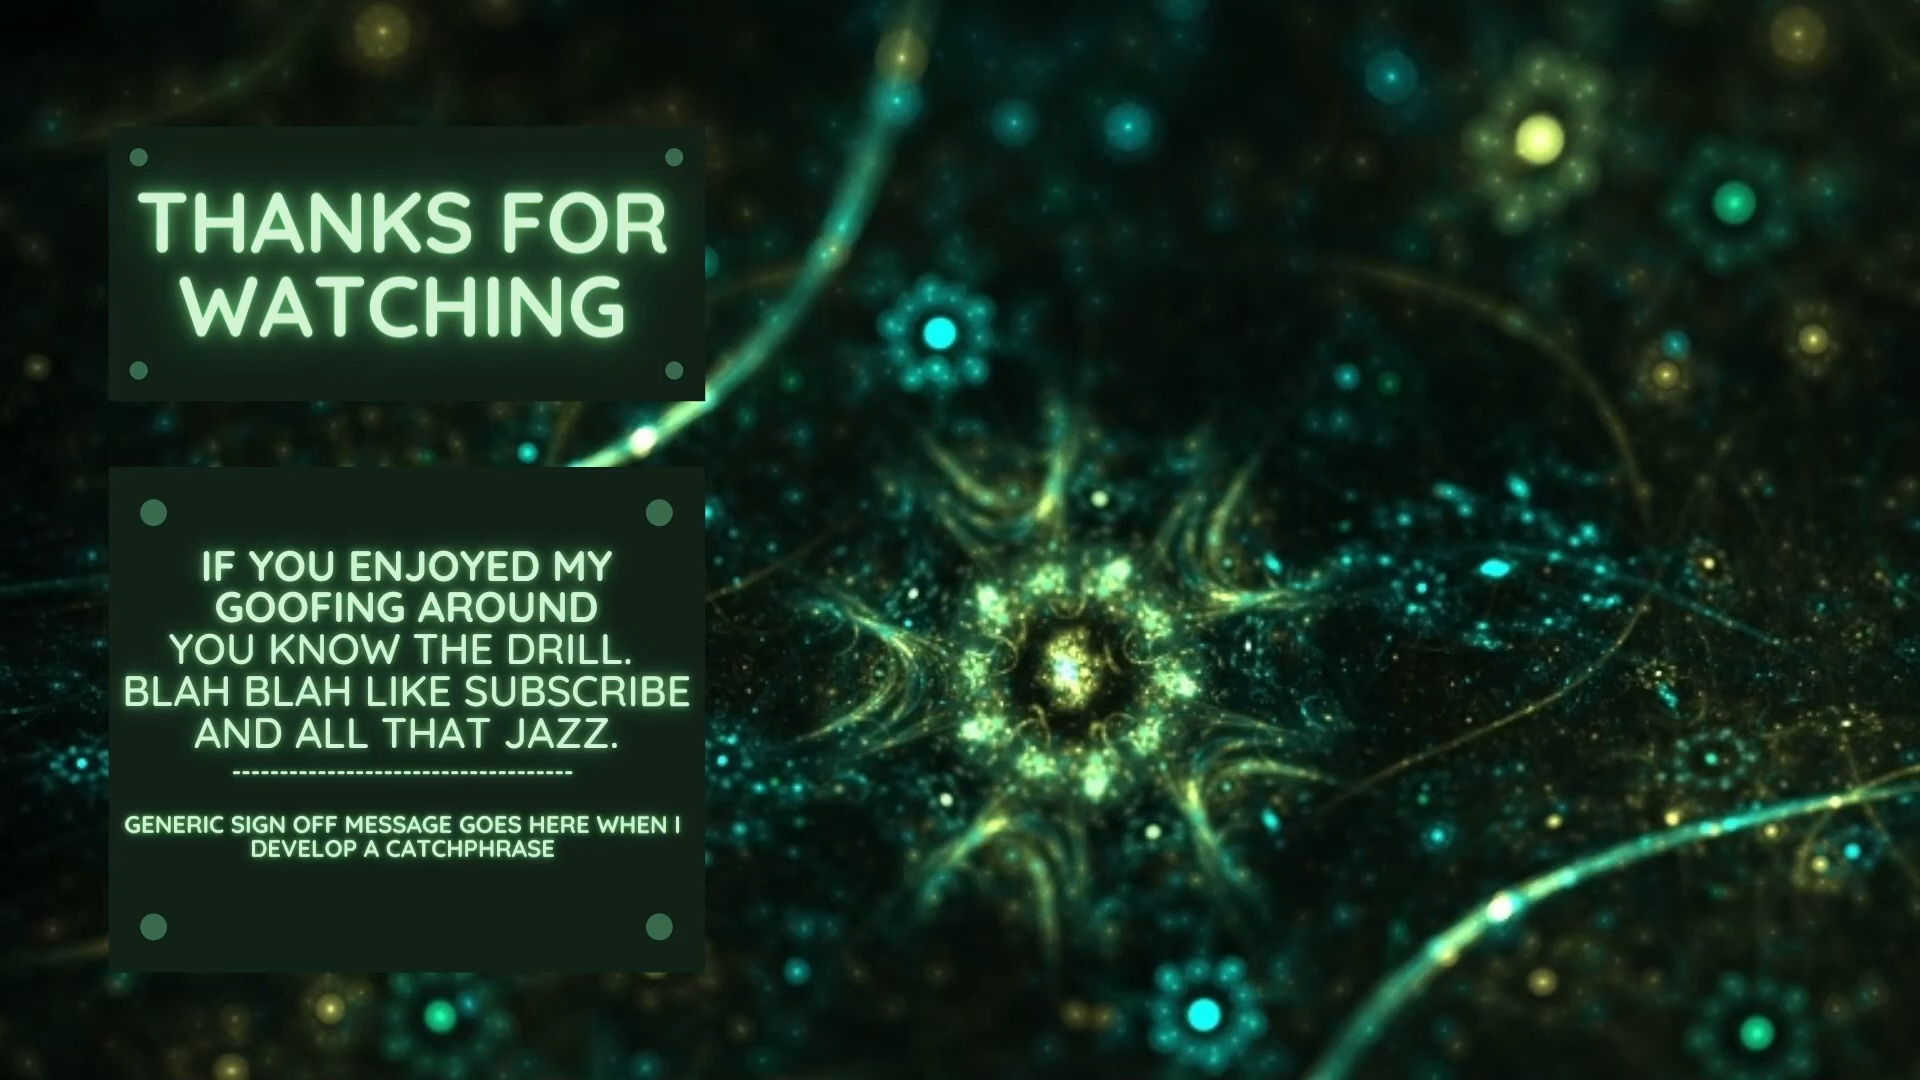 THANKS FOR
WATCHING
IF YOU ENJOYED MY
GOOFING AROUND
YOU KNOW THE DRILL.
BLAH BLAH LIKE SUBSCRIBE
AND ALL THAT JAZZ.
------------------------------------
GENERIC SIGN OFF MESSAGE GOES HERE WHEN I
DEVELOP A CATCHPHRASE